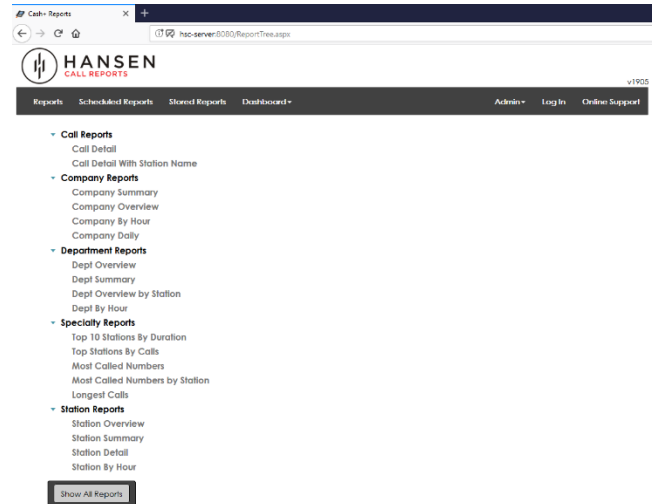 Cash+ Reports
hsc-server:8080/ReportTree.aspx
HANSEN
CALL REPORTS
v1905
Reports Scheduled Reports Stored Reports Dashboard Admin Log In Online Support
Call Reports
Call Detail
Call Detail With Station Name
Company Reports
Company Summary
Company Overview
Company By Hour
Company Daily
Department Reports
Dept Overview
Dept Summary
Dept Overview by Station
Dept By Hour
Specialty Reports
Top 10 Stations By Duration
Top Stations By Calls
Most Called Numbers
Most Called Numbers by Station
Longest Calls
Station Reports
Station Overview
Station Summary
Station Detail
Station By Hour
Show All Reports